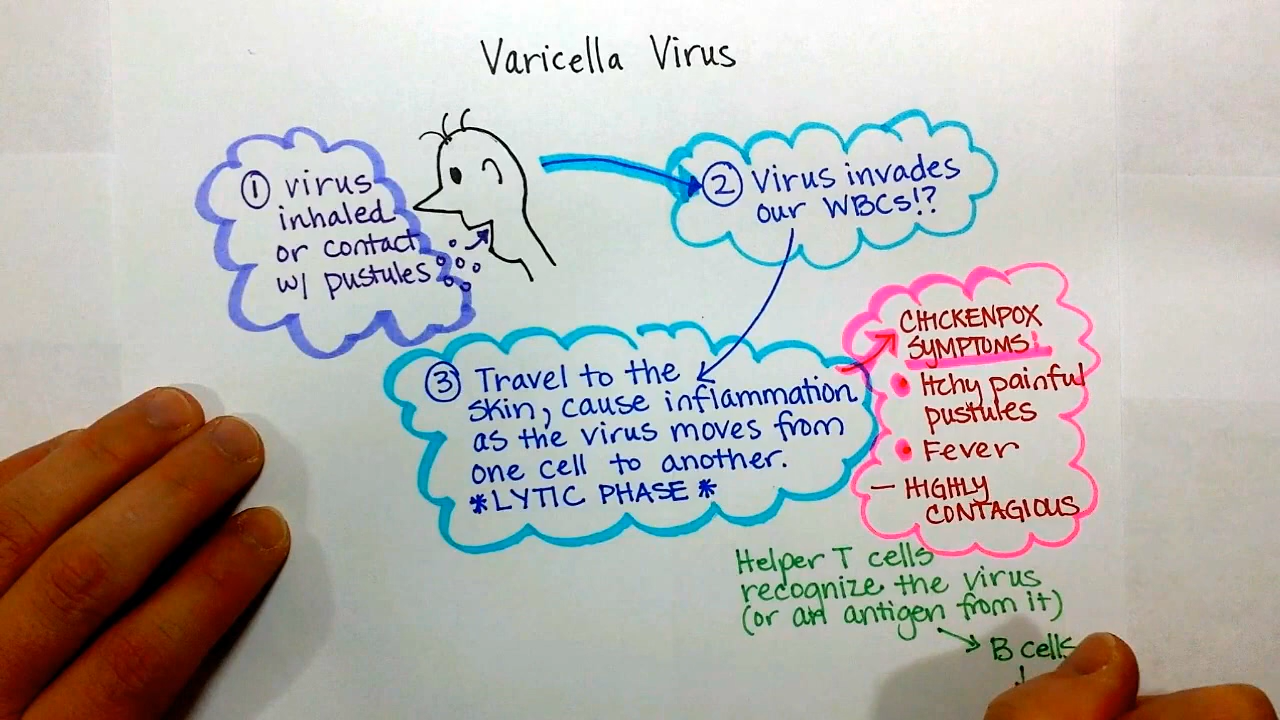 Varicella Virus
① virus
inhaled
or contact
w/ pustules
② Virus invades
our WBCs!?
③ Travel to the
skin, cause inflammation
as the virus moves from
one cell to another.
*LYTIC PHASE*
CHICKENPOX
SYMPTOMS!
• Itchy painful
pustules
• Fever
— HIGHLY
CONTAGIOUS
Helper T cells
recognize the virus
(or an antigen from it)
B cells